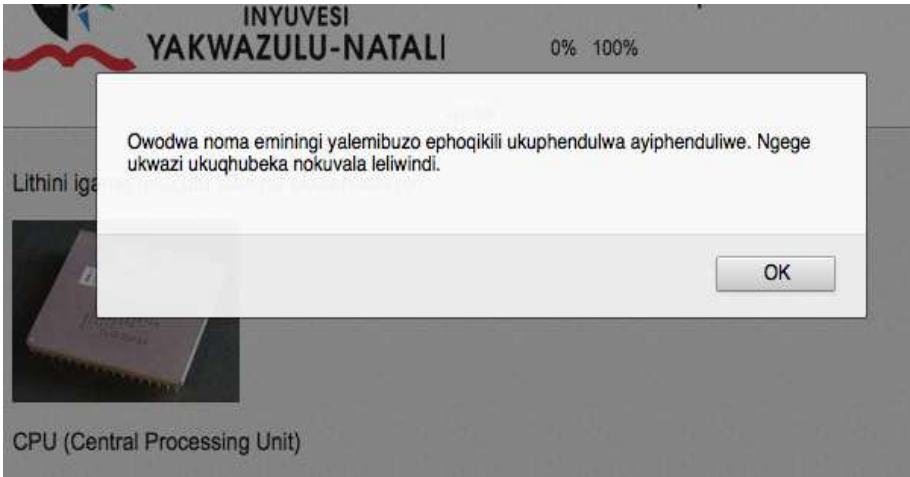 INYUVESI
YAKWAZULU-NATALI
0% 100%
Owodwa noma eminingi yalemibuzo ephoqikili ukuphendulwa ayiphenduliwe. Ngege
ukwazi ukuqhubeka nokuvala leliwindi.
Lithini
OK
CPU (Central Processing Unit)